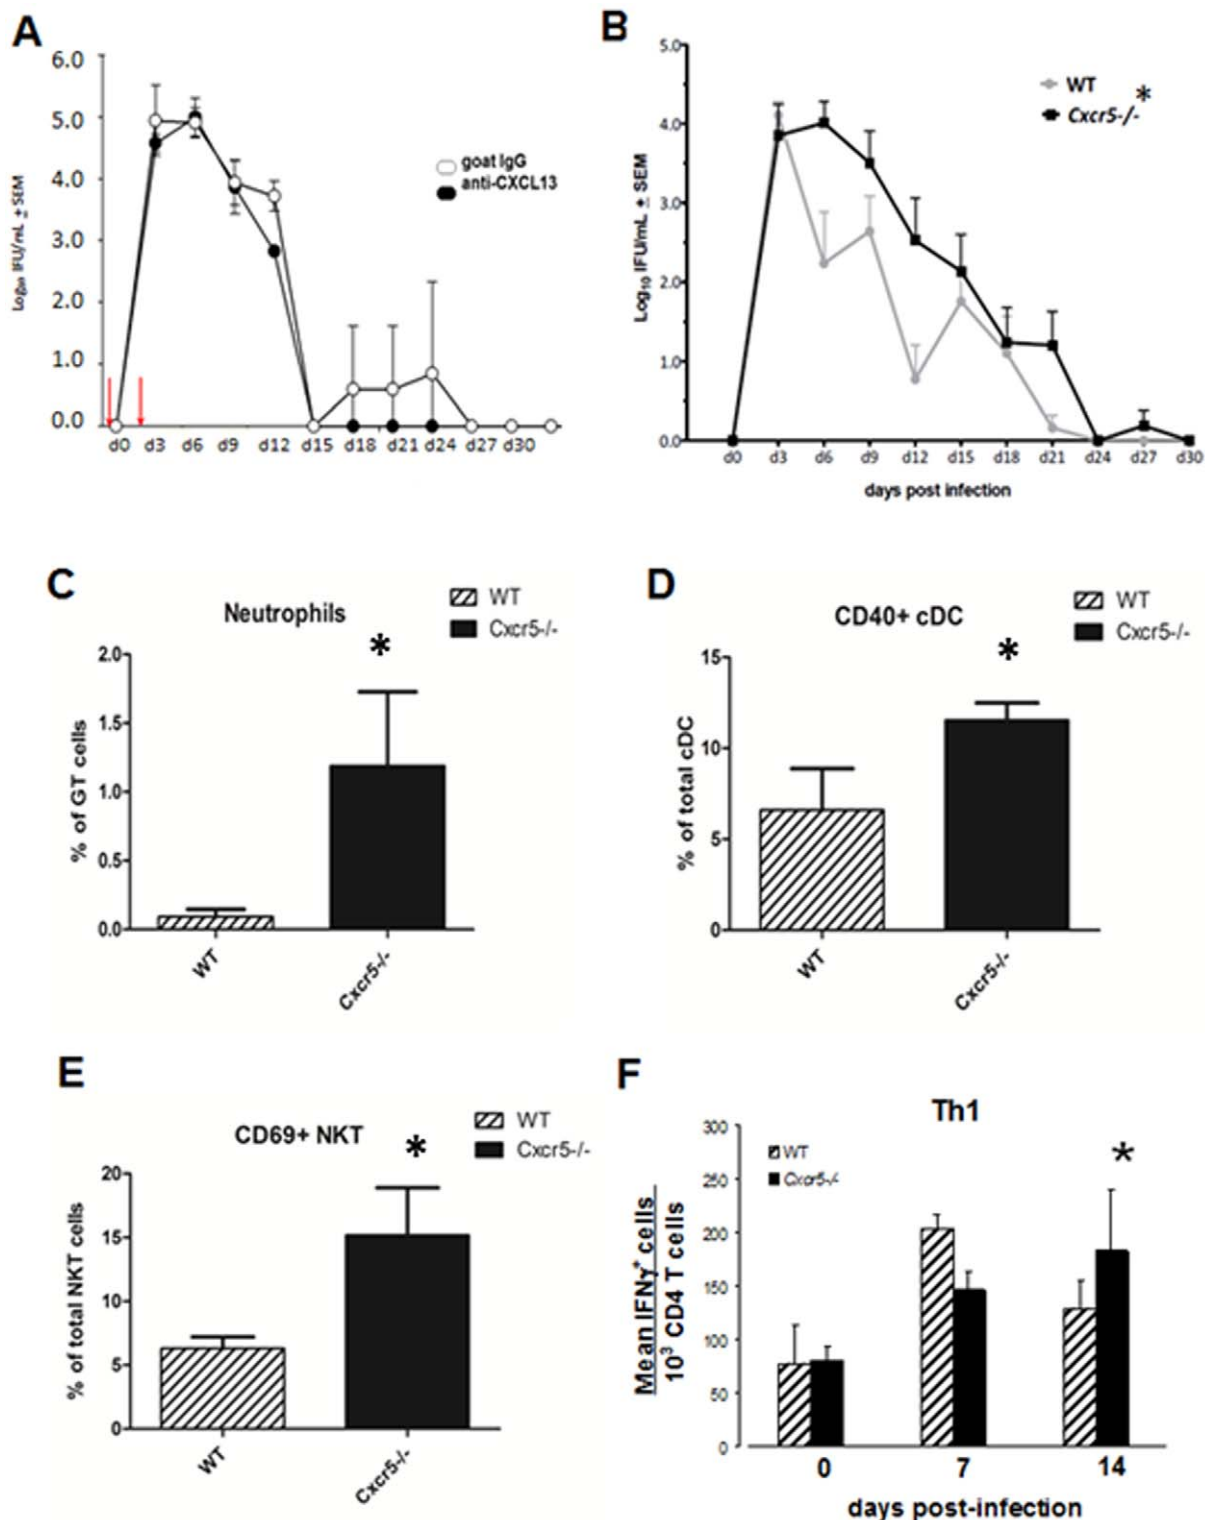 A
6.0
5.0
4.0
3.0
2.0
1.0
0.0
Log₁₀ IFU/mL ± SEM
goat IgG
anti-CXCL13
d0 d3 d6 d9 d12 d15 d18 d21 d24 d27 d30
B
5.0
4.0
3.0
2.0
1.0
0.0
Log₁₀ IFU/mL ± SEM
WT
Cxcr5-/- *
d0 d3 d6 d9 d12 d15 d18 d21 d24 d27 d30
days post infection
C
Neutrophils
WT
Cxcr5-/-
*
2.0
1.5
1.0
0.5
0.0
% of GT cells
WT
Cxcr5-/-
D
CD40+ cDC
WT
Cxcr5-/-
*
15
10
5
0
% of total cDC
WT
Cxcr5-/-
E
CD69+ NKT
WT
Cxcr5-/-
*
20
15
10
5
0
% of total NKT cells
WT
Cxcr5-/-
F
Th1
WT
Cxcr5-/-
*
300
250
200
150
100
50
0
Mean IFNγ⁺ cells
10³ CD4 T cells
0 7 14
days post-infection